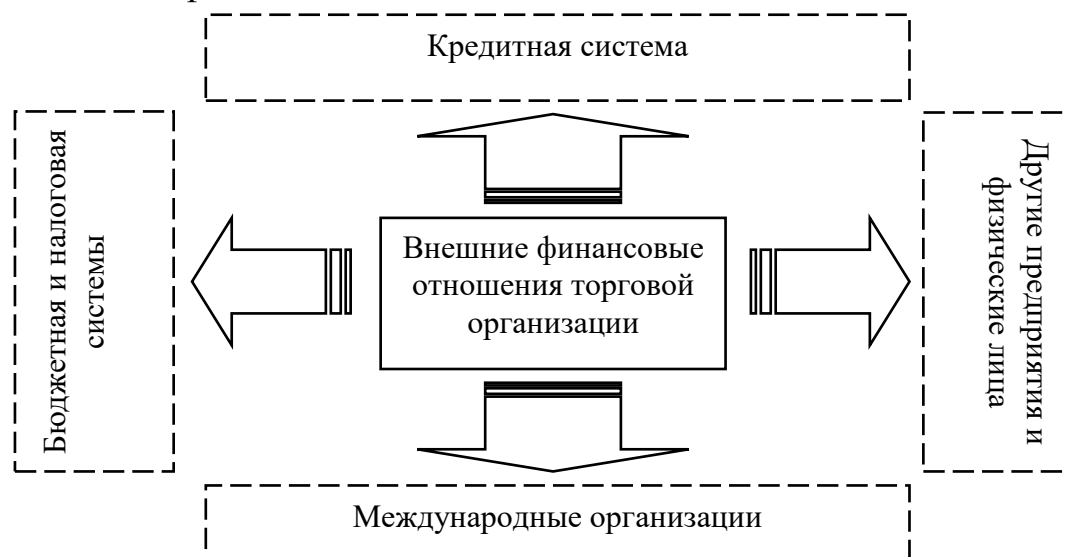 Кредитная система
Бюджетная и налоговая
системы
Внешние финансовые
отношения торговой
организации
Другие предприятия и
физические лица
Международные организации